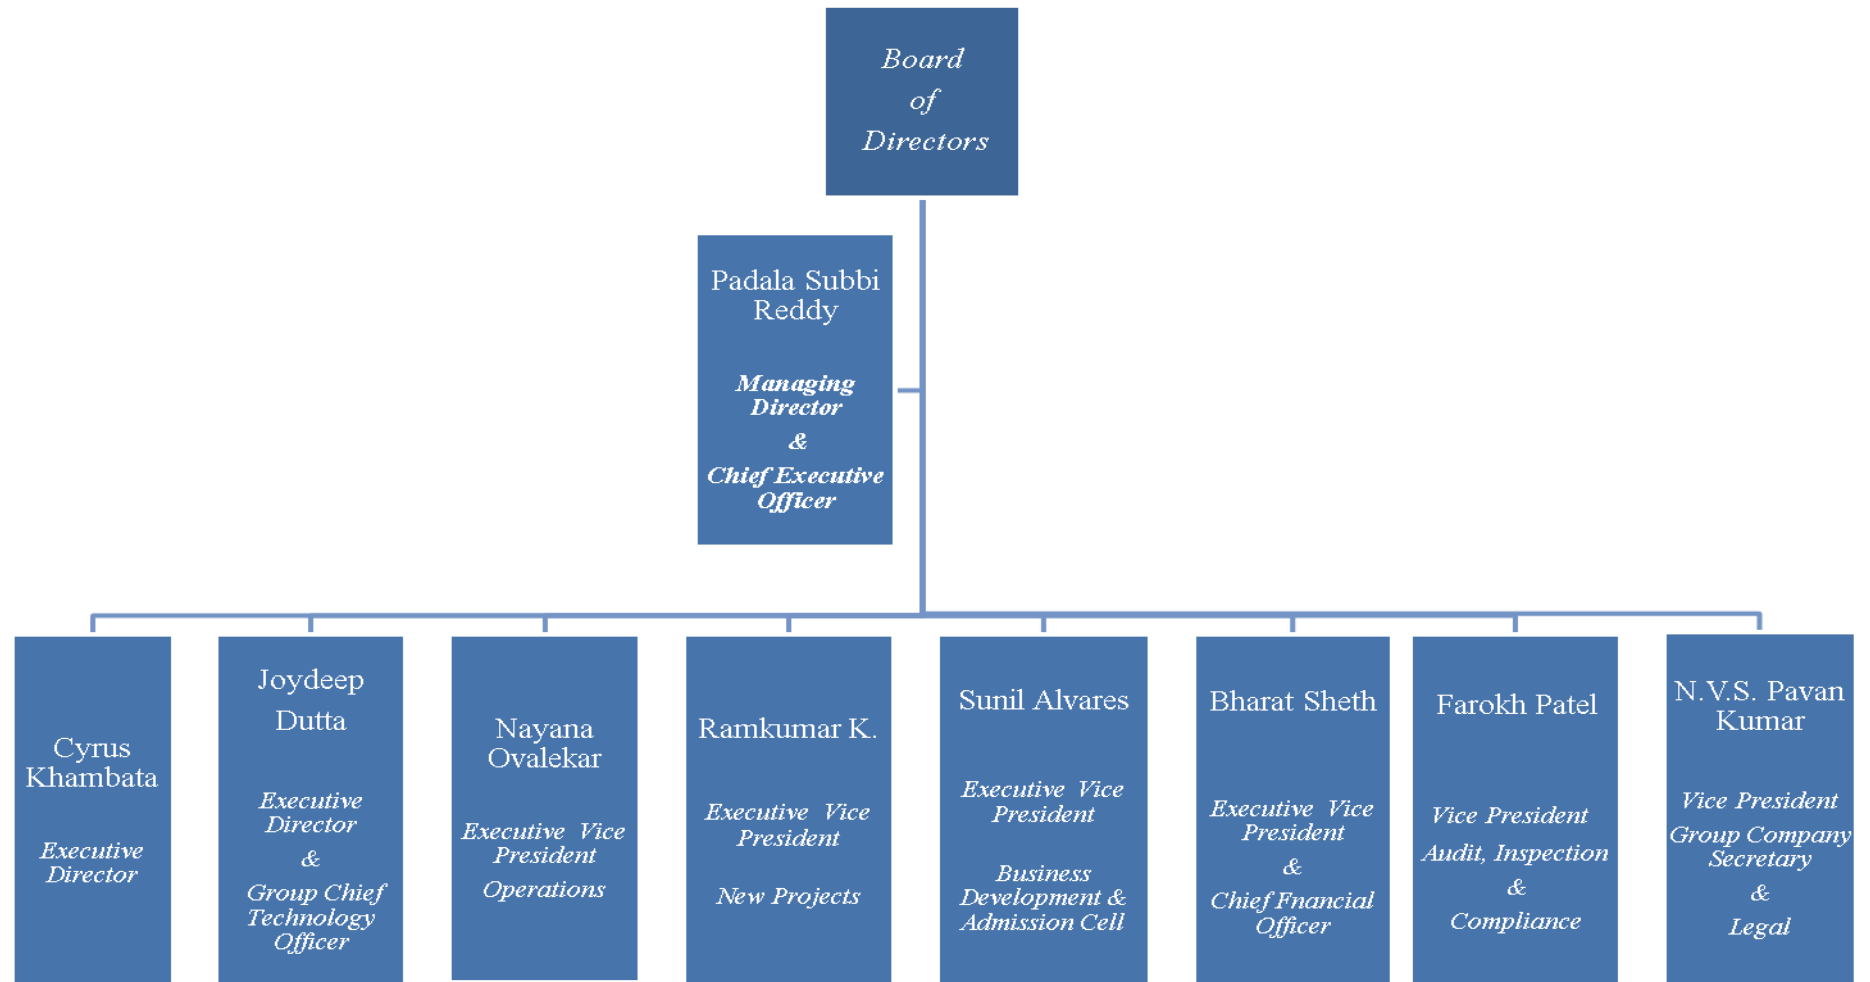 Board
of
Directors
Padala Subbi
Reddy
Managing
Director
&
Chief Executive
Officer
Cyrus
Khambata
Executive
Director
Joydeep
Dutta
Executive
Director
&
Group Chief
Technology
Officer
Nayana
Ovalekar
Executive Vice
President
Operations
Ramkumar K.
Executive Vice
President
New Projects
Sunil Alvares
Executive Vice
President
Business
Development &
Admission Cell
Bharat Sheth
Executive Vice
President
&
Chief Fnancial
Officer
Farokh Patel
Vice President
Audit, Inspection
&
Compliance
N.V.S. Pavan
Kumar
Vice President
Group Company
Secretary
&
Legal